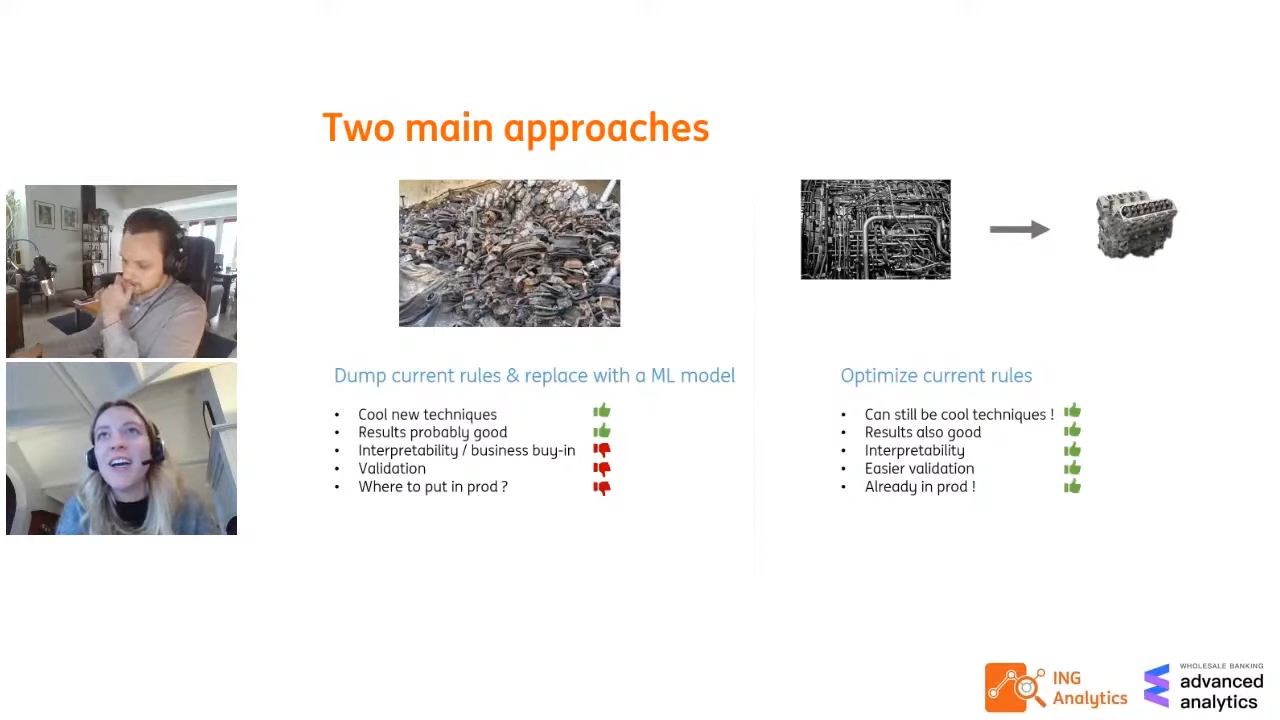 Two main approaches
Dump current rules & replace with a ML model
• Cool new techniques
• Results probably good
• Interpretability / business buy-in
• Validation
• Where to put in prod ?
Optimize current rules
• Can still be cool techniques !
• Results also good
• Interpretability
• Easier validation
• Already in prod !
ING
Analytics
WHOLESALE BANKING
advanced
analytics